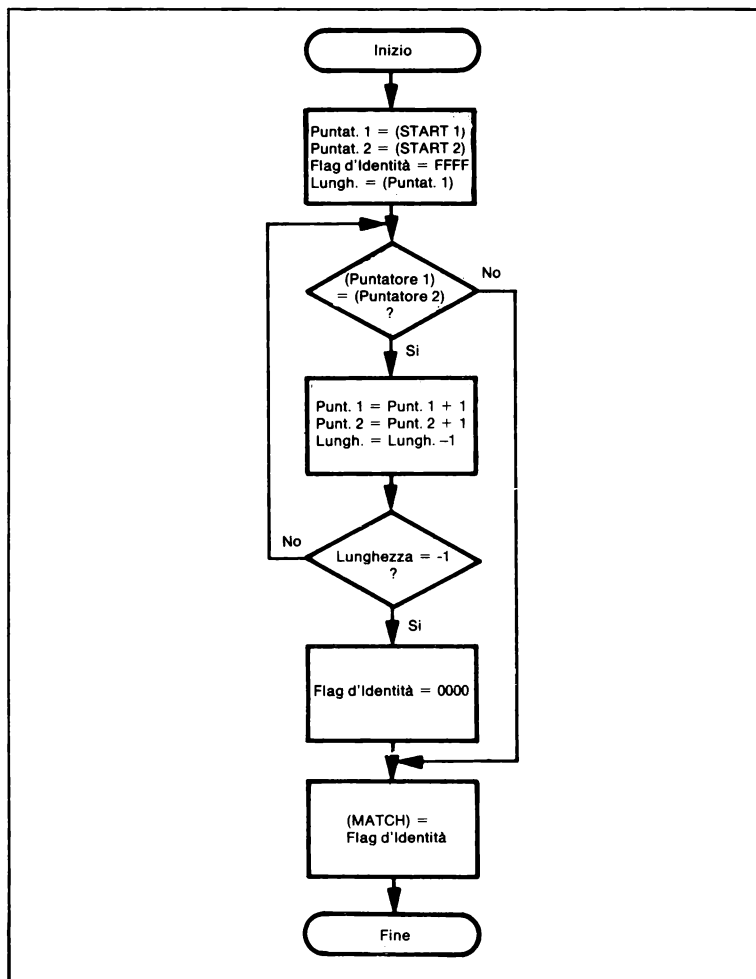 Inizio
Puntat. 1 = (START 1)
Puntat. 2 = (START 2)
Flag d'Identità = FFFF
Lungh. = (Puntat. 1)
(Puntatore 1)
= (Puntatore 2)
?
No
Si
Punt. 1 = Punt. 1 + 1
Punt. 2 = Punt. 2 + 1
Lungh. = Lungh. -1
No
Lunghezza = -1
?
Si
Flag d'Identità = 0000
(MATCH) =
Flag d'Identità
Fine